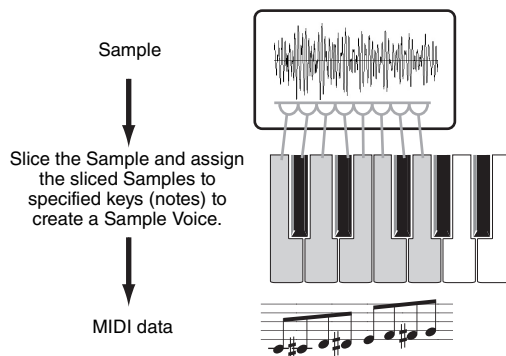 Sample
Slice the Sample and assign
the sliced Samples to
specified keys (notes) to
create a Sample Voice.
MIDI data